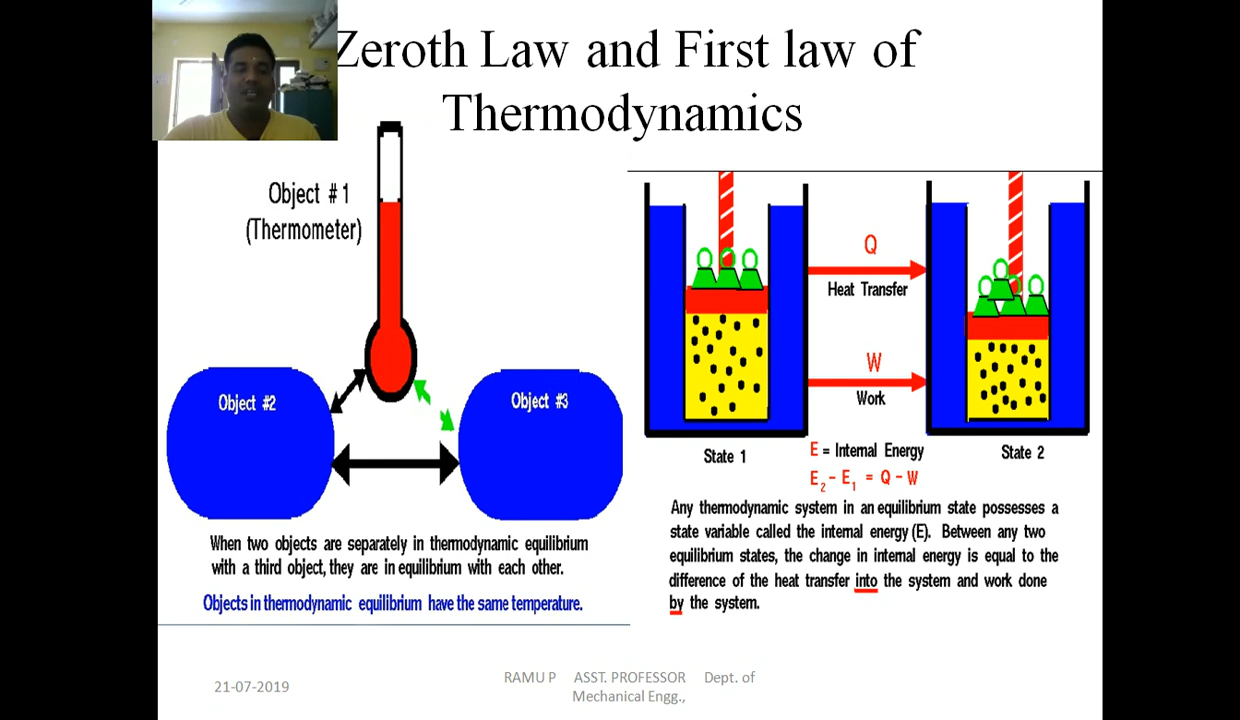 Zeroth Law and First law of
Thermodynamics
Object # 1
(Thermometer)
Object #2
Object #3
When two objects are separately in thermodynamic equilibrium
with a third object, they are in equilibrium with each other.
Objects in thermodynamic equilibrium have the same temperature.
Q
Heat Transfer
W
Work
State 1
E = Internal Energy
State 2
E₂ - E₁ = Q - W
Any thermodynamic system in an equilibrium state possesses a
state variable called the internal energy (E). Between any two
equilibrium states, the change in internal energy is equal to the
difference of the heat transfer into the system and work done
by the system.
21-07-2019
RAMU P ASST. PROFESSOR Dept. of
Mechanical Engg.,